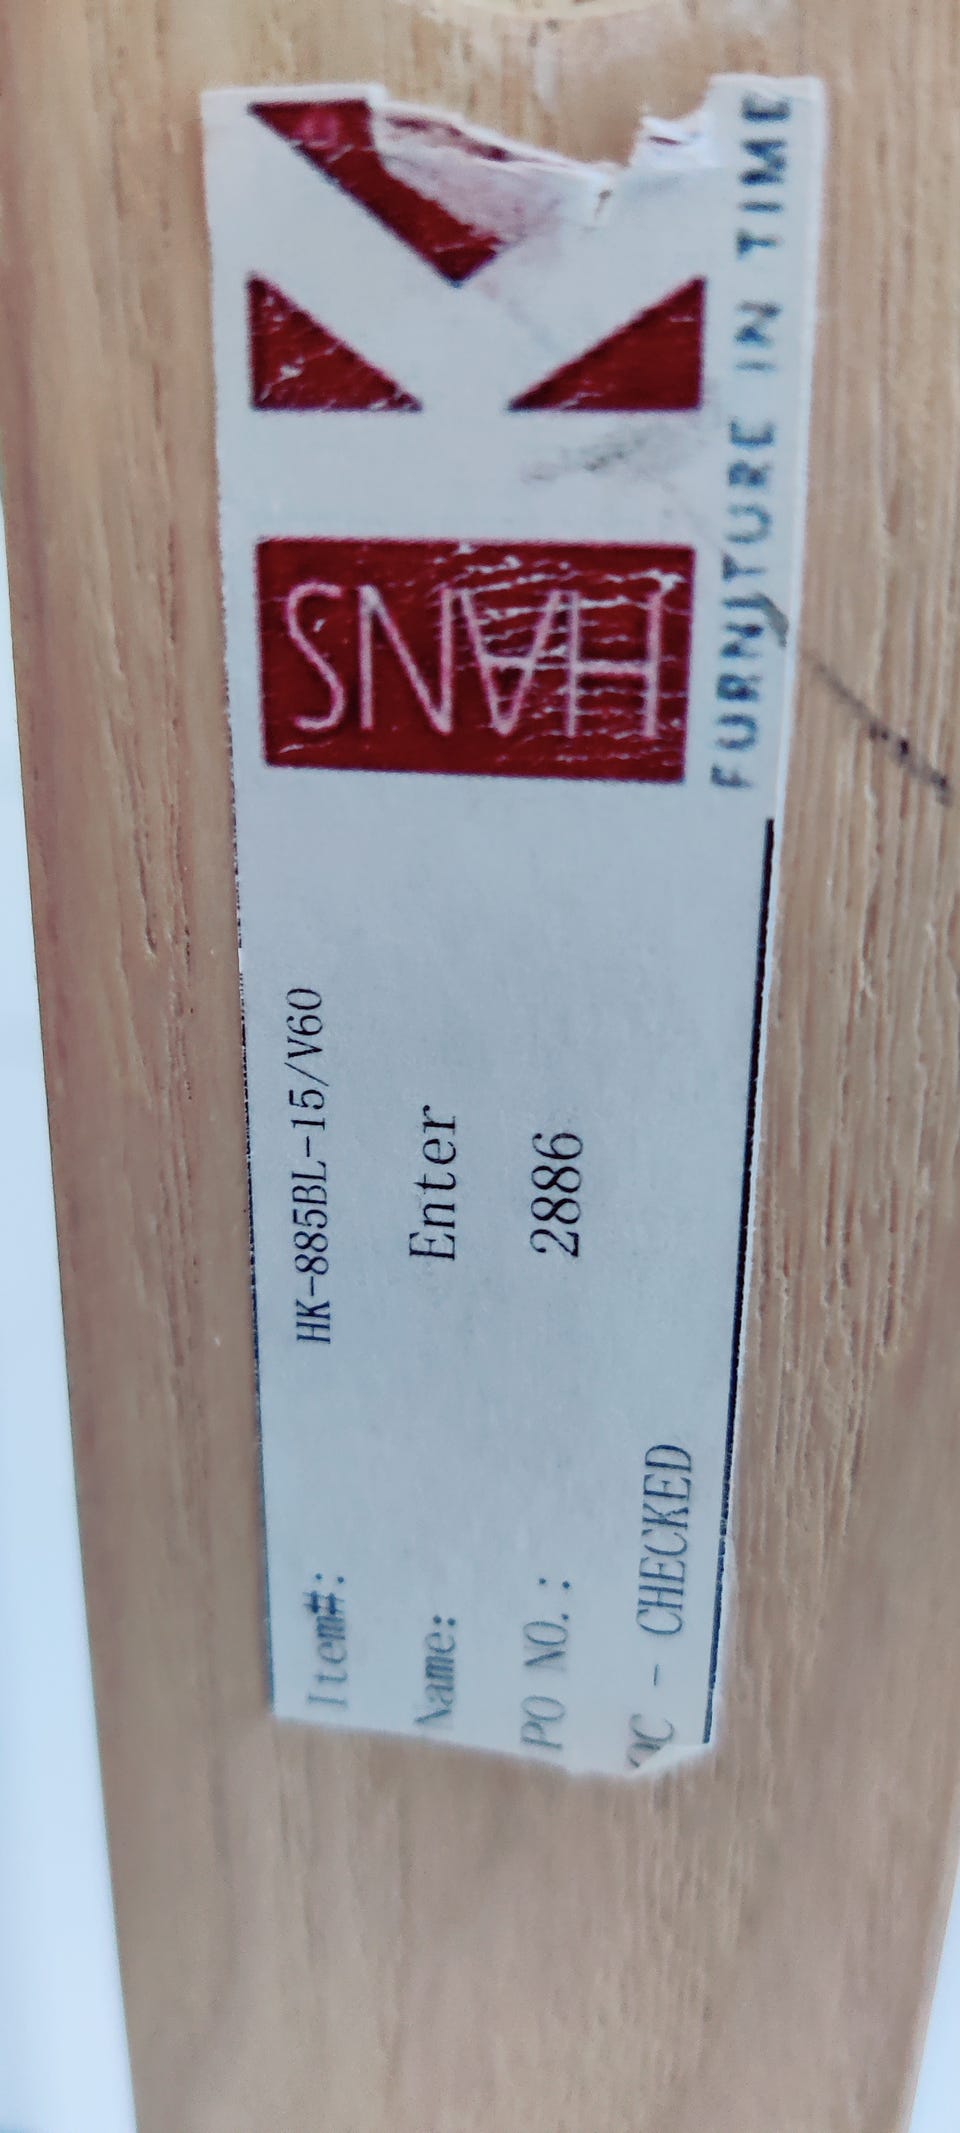 HANS K
FURNITURE IN TIME
Item#: HK-885BL-15/V60
Name: Enter
PO NO.: 2886
QC - CHECKED